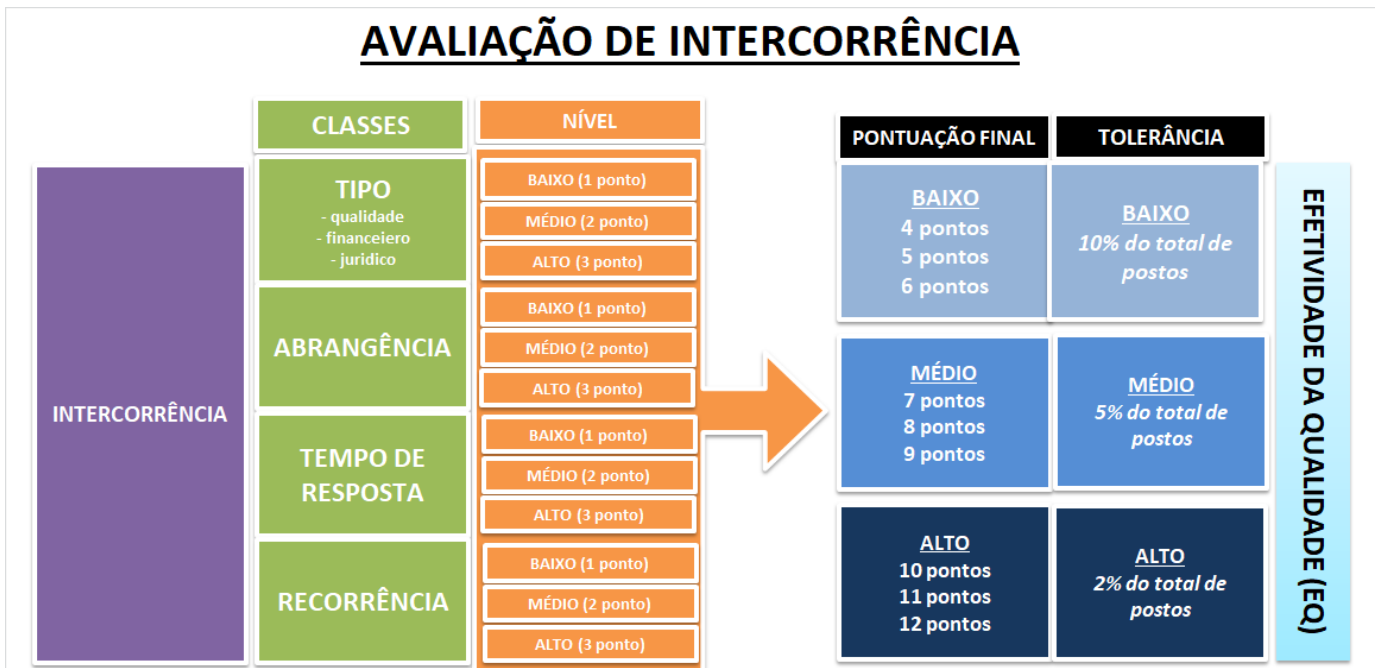 AVALIAÇÃO DE INTERCORRÊNCIA
INTERCORRÊNCIA
CLASSES
NÍVEL
TIPO
- qualidade
- financeiero
- juridico
BAIXO (1 ponto)
MÉDIO (2 ponto)
ALTO (3 ponto)
ABRANGÊNCIA
BAIXO (1 ponto)
MÉDIO (2 ponto)
ALTO (3 ponto)
TEMPO DE
RESPOSTA
BAIXO (1 ponto)
MÉDIO (2 ponto)
ALTO (3 ponto)
RECORRÊNCIA
BAIXO (1 ponto)
MÉDIO (2 ponto)
ALTO (3 ponto)
PONTUAÇÃO FINAL
TOLERÂNCIA
BAIXO
4 pontos
5 pontos
6 pontos
BAIXO
10% do total de
postos
MÉDIO
7 pontos
8 pontos
9 pontos
MÉDIO
5% do total de
postos
ALTO
10 pontos
11 pontos
12 pontos
ALTO
2% do total de
postos
EFETIVIDADE DA QUALIDADE (EQ)